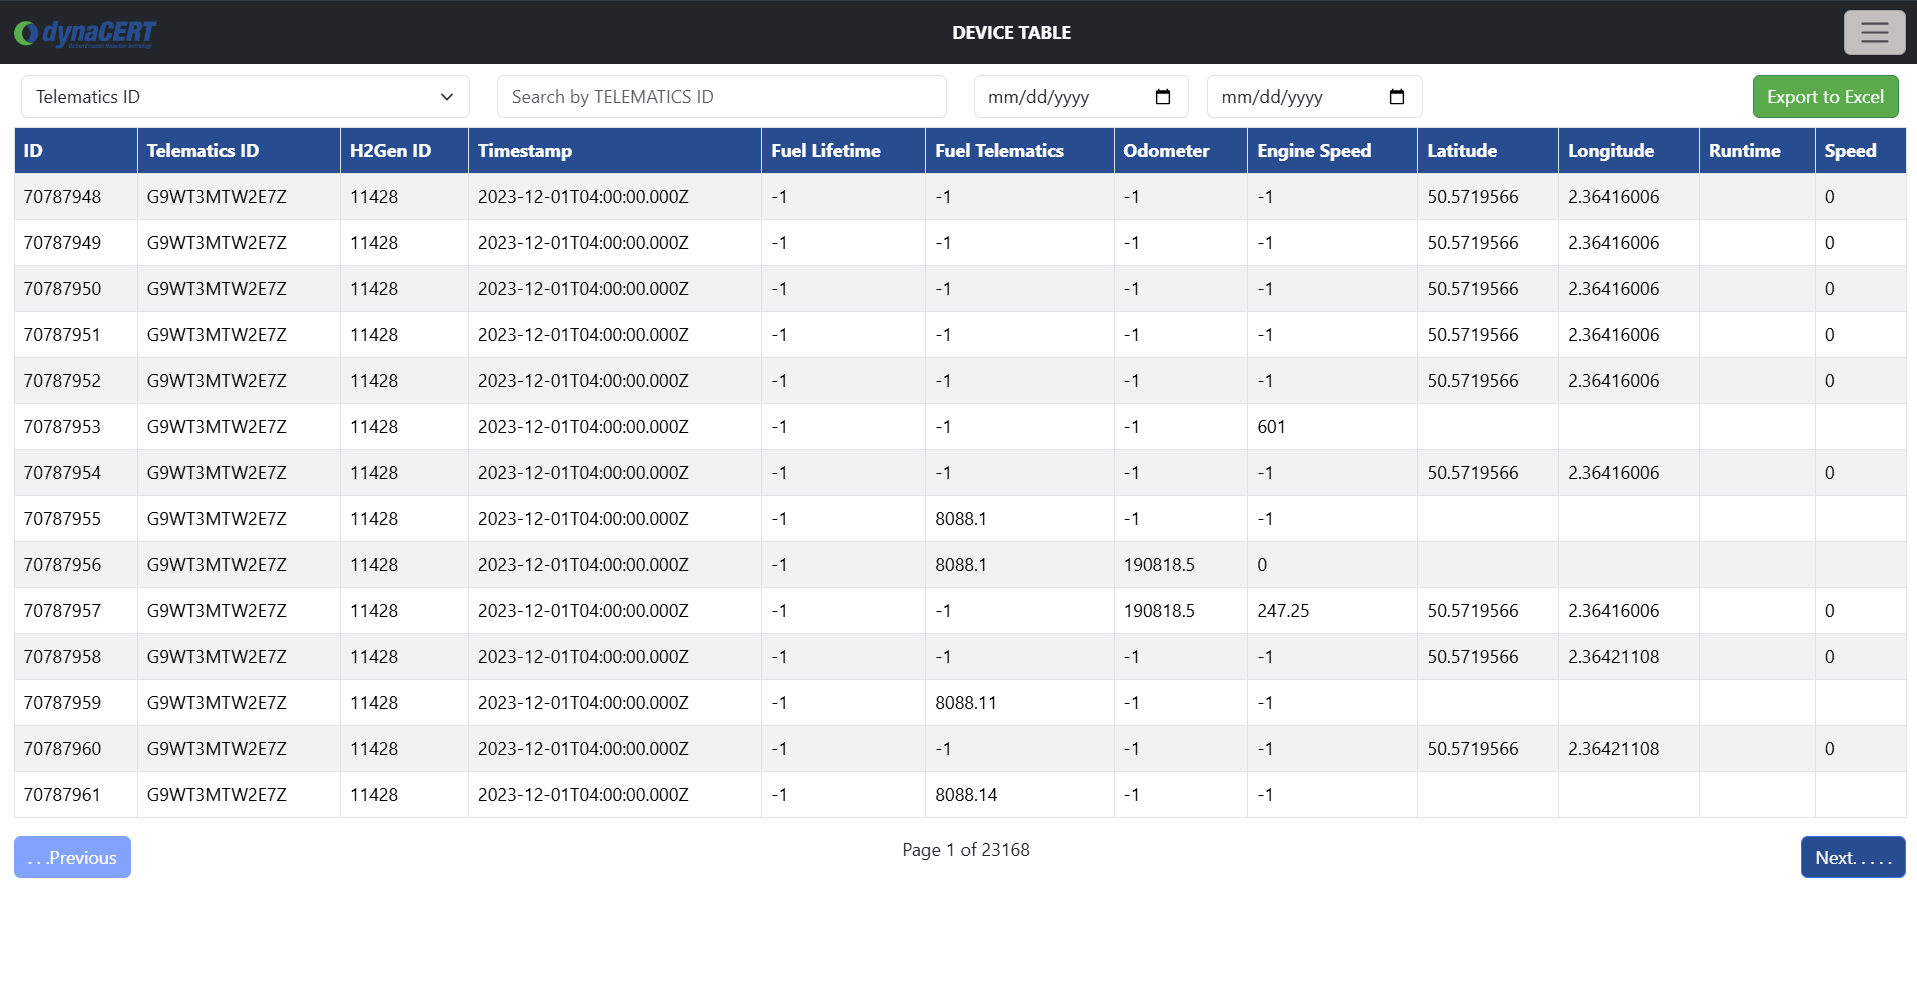 dynaCERT
DEVICE TABLE
Telematics ID
Search by TELEMATICS ID
mm/dd/yyyy
mm/dd/yyyy
Export to Excel
ID Telematics ID H2Gen ID Timestamp Fuel Lifetime Fuel Telematics Odometer Engine Speed Latitude Longitude Runtime Speed
70787948 G9WT3MTW2E7Z 11428 2023-12-01T04:00:00.000Z -1 -1 -1 -1 50.5719566 2.36416006 0
70787949 G9WT3MTW2E7Z 11428 2023-12-01T04:00:00.000Z -1 -1 -1 -1 50.5719566 2.36416006 0
70787950 G9WT3MTW2E7Z 11428 2023-12-01T04:00:00.000Z -1 -1 -1 -1 50.5719566 2.36416006 0
70787951 G9WT3MTW2E7Z 11428 2023-12-01T04:00:00.000Z -1 -1 -1 -1 50.5719566 2.36416006 0
70787952 G9WT3MTW2E7Z 11428 2023-12-01T04:00:00.000Z -1 -1 -1 -1 50.5719566 2.36416006 0
70787953 G9WT3MTW2E7Z 11428 2023-12-01T04:00:00.000Z -1 -1 -1 601
70787954 G9WT3MTW2E7Z 11428 2023-12-01T04:00:00.000Z -1 -1 -1 -1 50.5719566 2.36416006 0
70787955 G9WT3MTW2E7Z 11428 2023-12-01T04:00:00.000Z -1 8088.1 -1 -1
70787956 G9WT3MTW2E7Z 11428 2023-12-01T04:00:00.000Z -1 8088.1 190818.5 0
70787957 G9WT3MTW2E7Z 11428 2023-12-01T04:00:00.000Z -1 -1 190818.5 247.25 50.5719566 2.36416006 0
70787958 G9WT3MTW2E7Z 11428 2023-12-01T04:00:00.000Z -1 -1 -1 -1 50.5719566 2.36421108 0
70787959 G9WT3MTW2E7Z 11428 2023-12-01T04:00:00.000Z -1 8088.11 -1 -1
70787960 G9WT3MTW2E7Z 11428 2023-12-01T04:00:00.000Z -1 -1 -1 -1 50.5719566 2.36421108 0
70787961 G9WT3MTW2E7Z 11428 2023-12-01T04:00:00.000Z -1 8088.14 -1 -1
. . .Previous
Page 1 of 23168
Next. . . . .